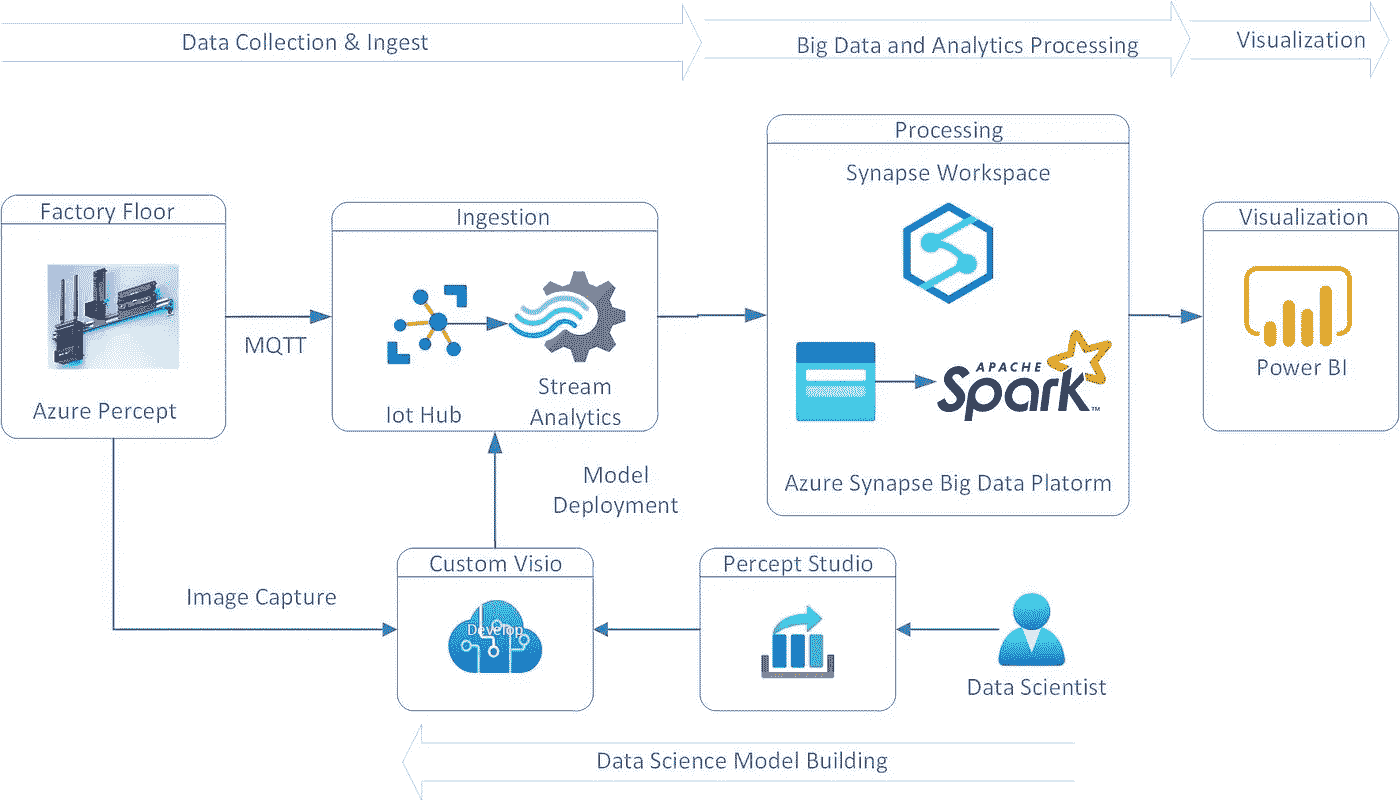 Data Collection & Ingest
Big Data and Analytics Processing
Visualization
Processing
Synapse Workspace
Factory Floor
Ingestion
Visualization
MQTT
Azure Percept
Iot Hub
Stream
Analytics
APACHE
Spark™
Azure Synapse Big Data Platorm
Power BI
Model
Deployment
Image Capture
Custom Visio
Develop
Percept Studio
Data Scientist
Data Science Model Building